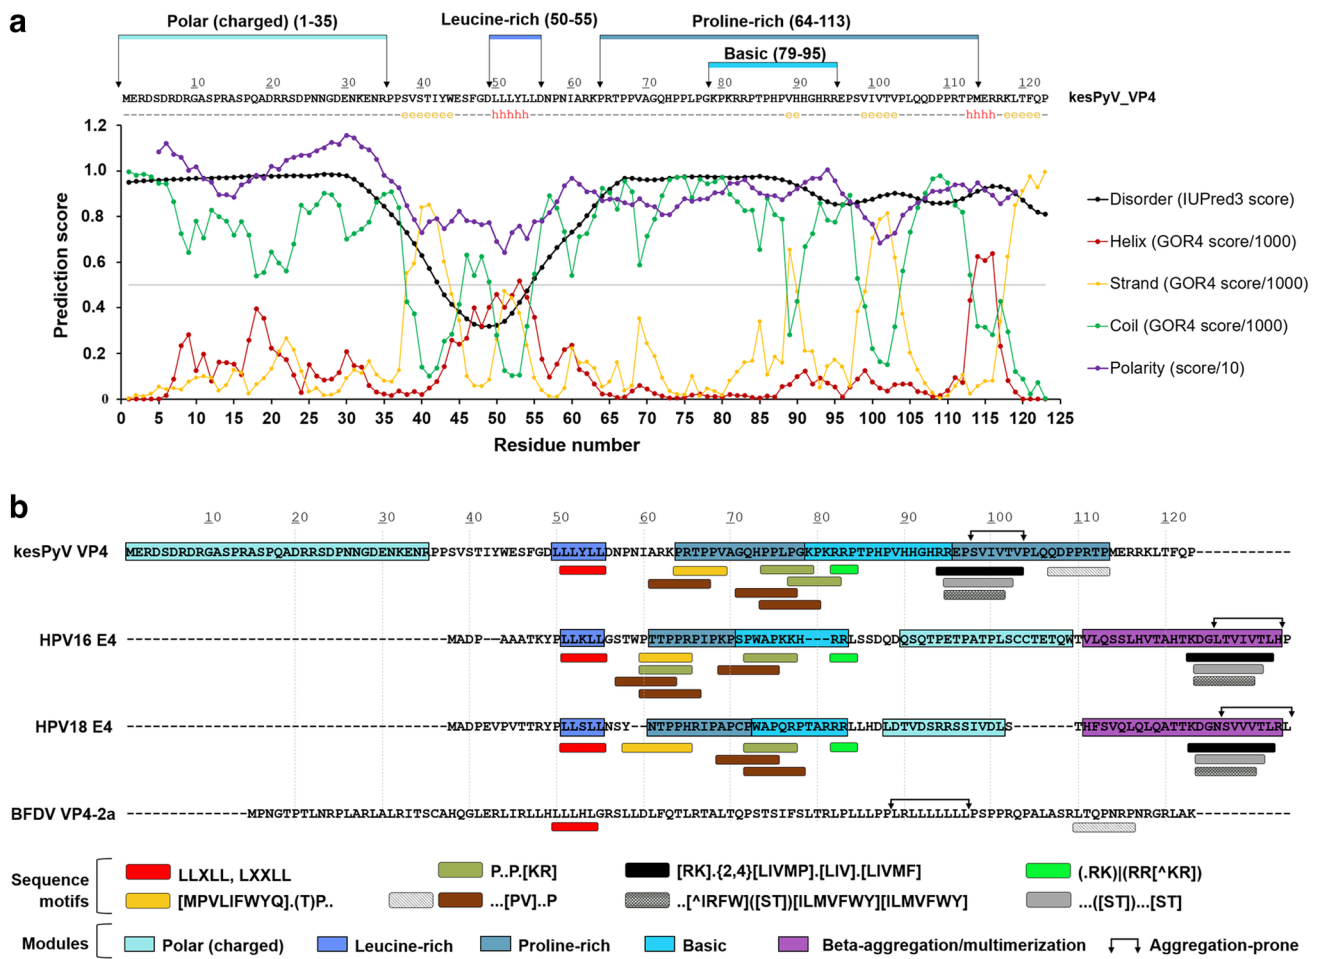 a
Polar (charged) (1-35)
Leucine-rich (50-55)
Proline-rich (64-113)
Basic (79-95)
10 20 30 40 50 60 70 80 90 100 110 120
MERDSDRDRGASPRASPQADRRSDPNNGDENKENRPPSVSTIYWESFGDLLLYLLDNPNIARKPRTPPVAGQHPPLPGKPKRRPTPHPVHHGHRREPSVIVTVPLQQDPPRTPMERRKLTFQP
kesPyV_VP4
eeeeeee hhhhh ee eeeee hhhh eeeee
Prediction score
1.2
1.0
0.8
0.6
0.4
0.2
0
0 5 10 15 20 25 30 35 40 45 50 55 60 65 70 75 80 85 90 95 100 105 110 115 120 125
Residue number
Disorder (IUPred3 score)
Helix (GOR4 score/1000)
Strand (GOR4 score/1000)
Coil (GOR4 score/1000)
Polarity (score/10)
b
10 20 30 40 50 60 70 80 90 100 110 120
kesPyV VP4 MERDSDRDRGASPRASPQADRRSDPNNGDENKENRPPSVSTIYWESFGDLLLYLLDNPNIARKPRTPPVAGQHPPLPGKPKRRPTPHPVHHGHRREPSVIVTVPLQQDPPRTPMERRKLTFQP-----------
HPV16 E4 -------------------------------------MADP--AAATKYPLLKLLGSTWPTTPPRPIPKPSPWAPKKH---RRLSSDQDQSQTPETPATPLSCCTETQWTVLQSSLHVTAHTKDGLTVIVTLHP
HPV18 E4 -------------------------------------MADPEVPVTTRYPLLSLLNSY--NTPPHRIPAPCPWAPQRPTARRRLLHDLDTVDSRRSSIVDLS--------THFSVQLQLQATTKDGNSVVVTLRL
BFDV VP4-2a --------------MPNGTPTLNRPLARLALRITSCAHQGLERLIRLLHLLLHLGRSLLDLFQTLRTALTQPSTSIFSLTRLPLLLPPLRLLLLLLLPSPPRQPALASRLTQPNRPNRGRLAK-----------
Sequence motifs
LLXLL, LXXLL
P..P.[KR]
[RK].{2,4}[LIVMP].[LIV].[LIVMF]
(.RK)|(RR[^KR])
[MPVLIFWYQ].(T)P..
...[PV]..P
..[^IRFW]([ST])[ILMVFWY][ILMVFWY]
...([ST])...[ST]
Modules
Polar (charged)
Leucine-rich
Proline-rich
Basic
Beta-aggregation/multimerization
Aggregation-prone